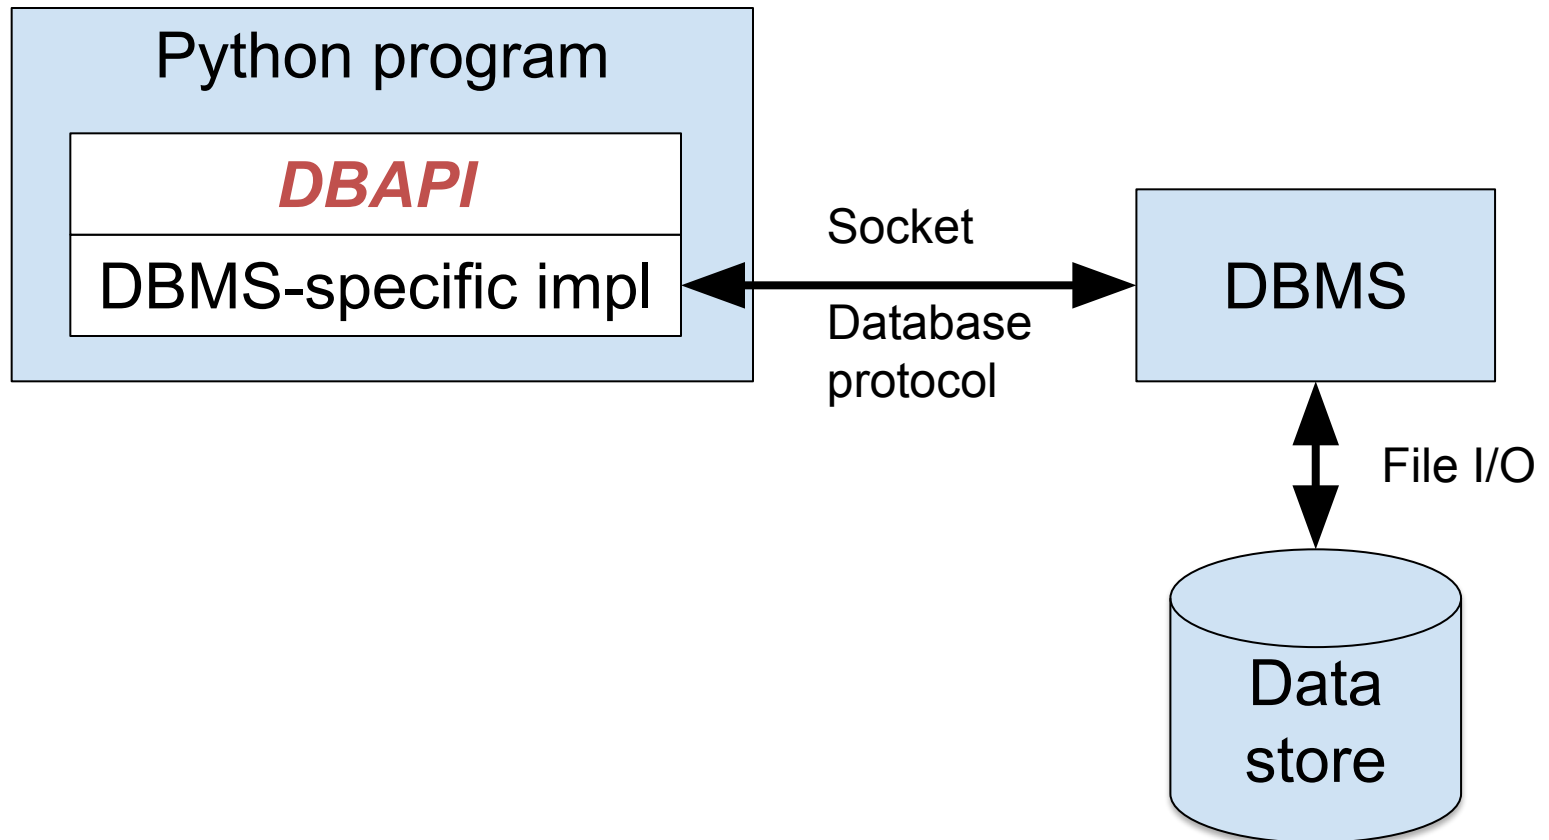 Python program
DBAPI
DBMS-specific impl
Socket
Database
protocol
DBMS
File I/O
Data
store